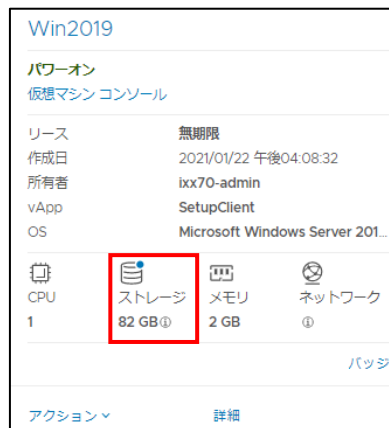 Win2019
パワーオン
仮想マシン コンソール
リース 無期限
作成日 2021/01/22 午後04:08:32
所有者 ixx70-admin
vApp SetupClient
OS Microsoft Windows Server 201...
CPU ストレージ メモリ ネットワーク
1 82 GB 2 GB
バッジ
アクション 詳細